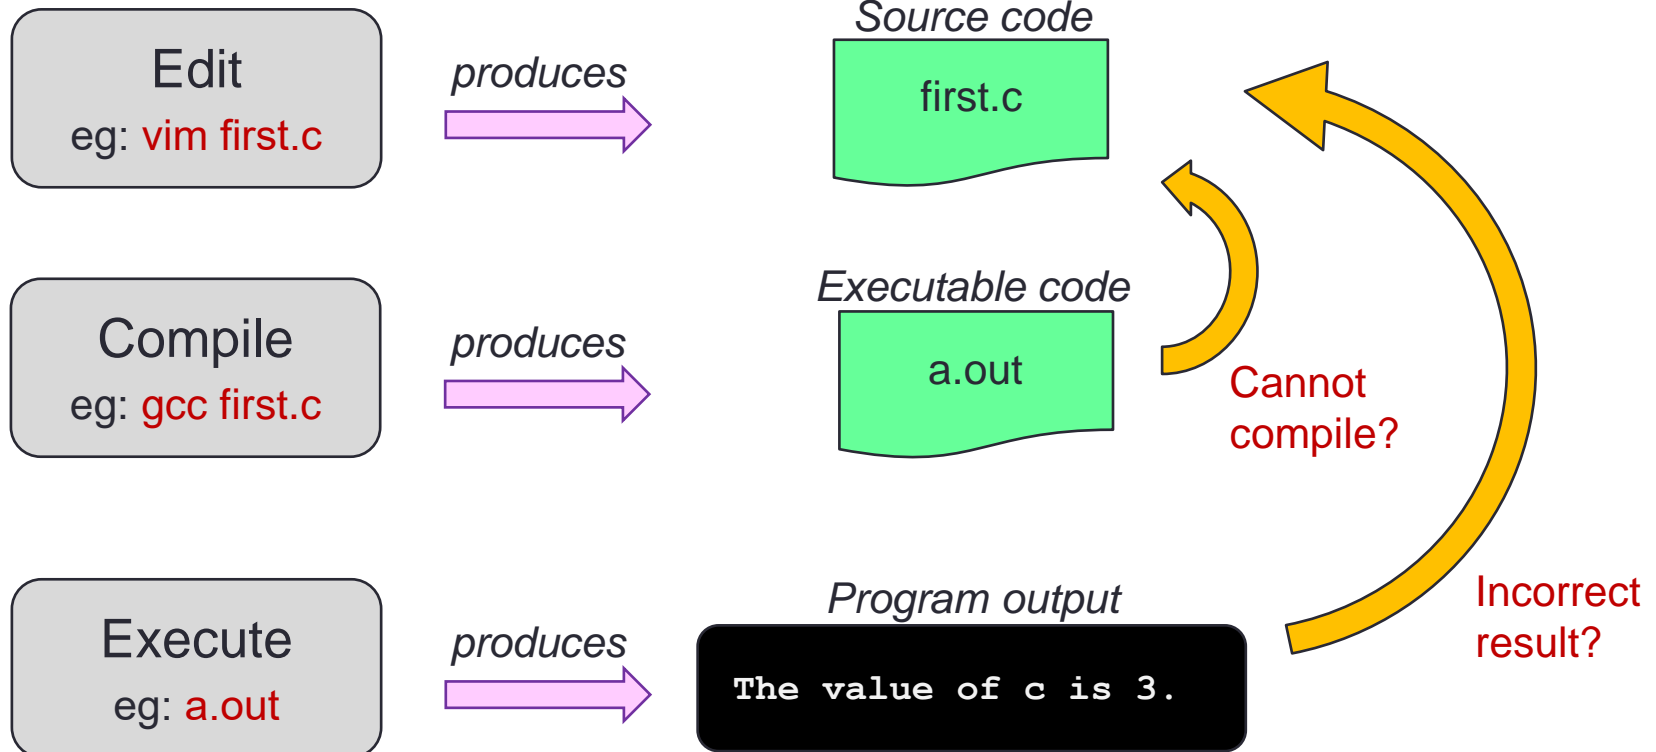 Edit
eg: vim first.c
produces
Source code
first.c
Compile
eg: gcc first.c
produces
Executable code
a.out
Cannot
compile?
Execute
eg: a.out
produces
Program output
The value of c is 3.
Incorrect
result?